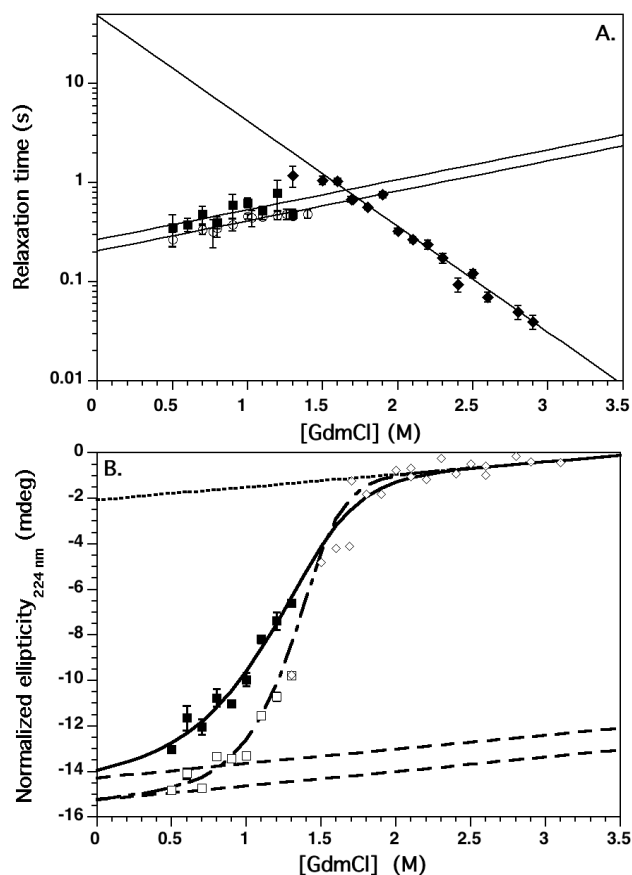 A.
Relaxation time (s)
10
1
0.1
0.01
0 0.5 1 1.5 2 2.5 3 3.5
[GdmCl] (M)
B.
Normalized ellipticity224 nm (mdeg)
0
-2
-4
-6
-8
-10
-12
-14
-16
0 0.5 1 1.5 2 2.5 3 3.5
[GdmCl] (M)